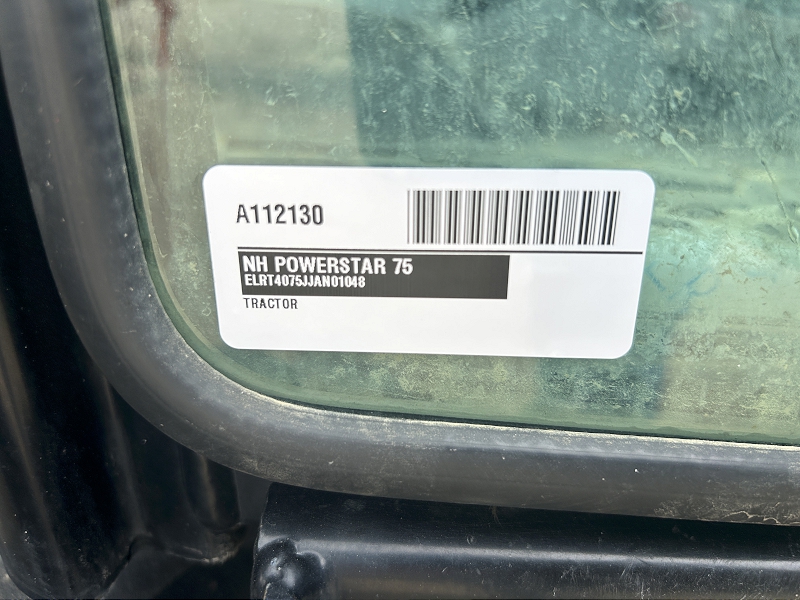 A112130
NH POWERSTAR 75
ELRT4075JJAN01048
TRACTOR